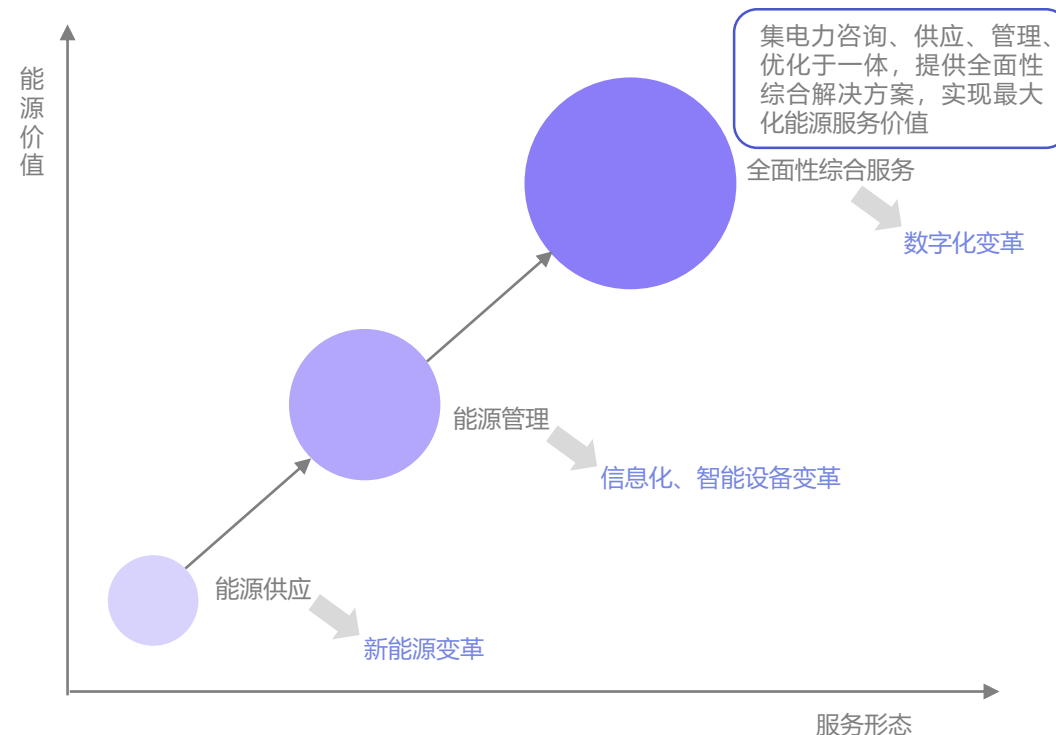 能源价值
集电力咨询、供应、管理、
优化于一体，提供全面性
综合解决方案，实现最大
化能源服务价值
全面性综合服务
数字化变革
能源管理
信息化、智能设备变革
能源供应
新能源变革
服务形态